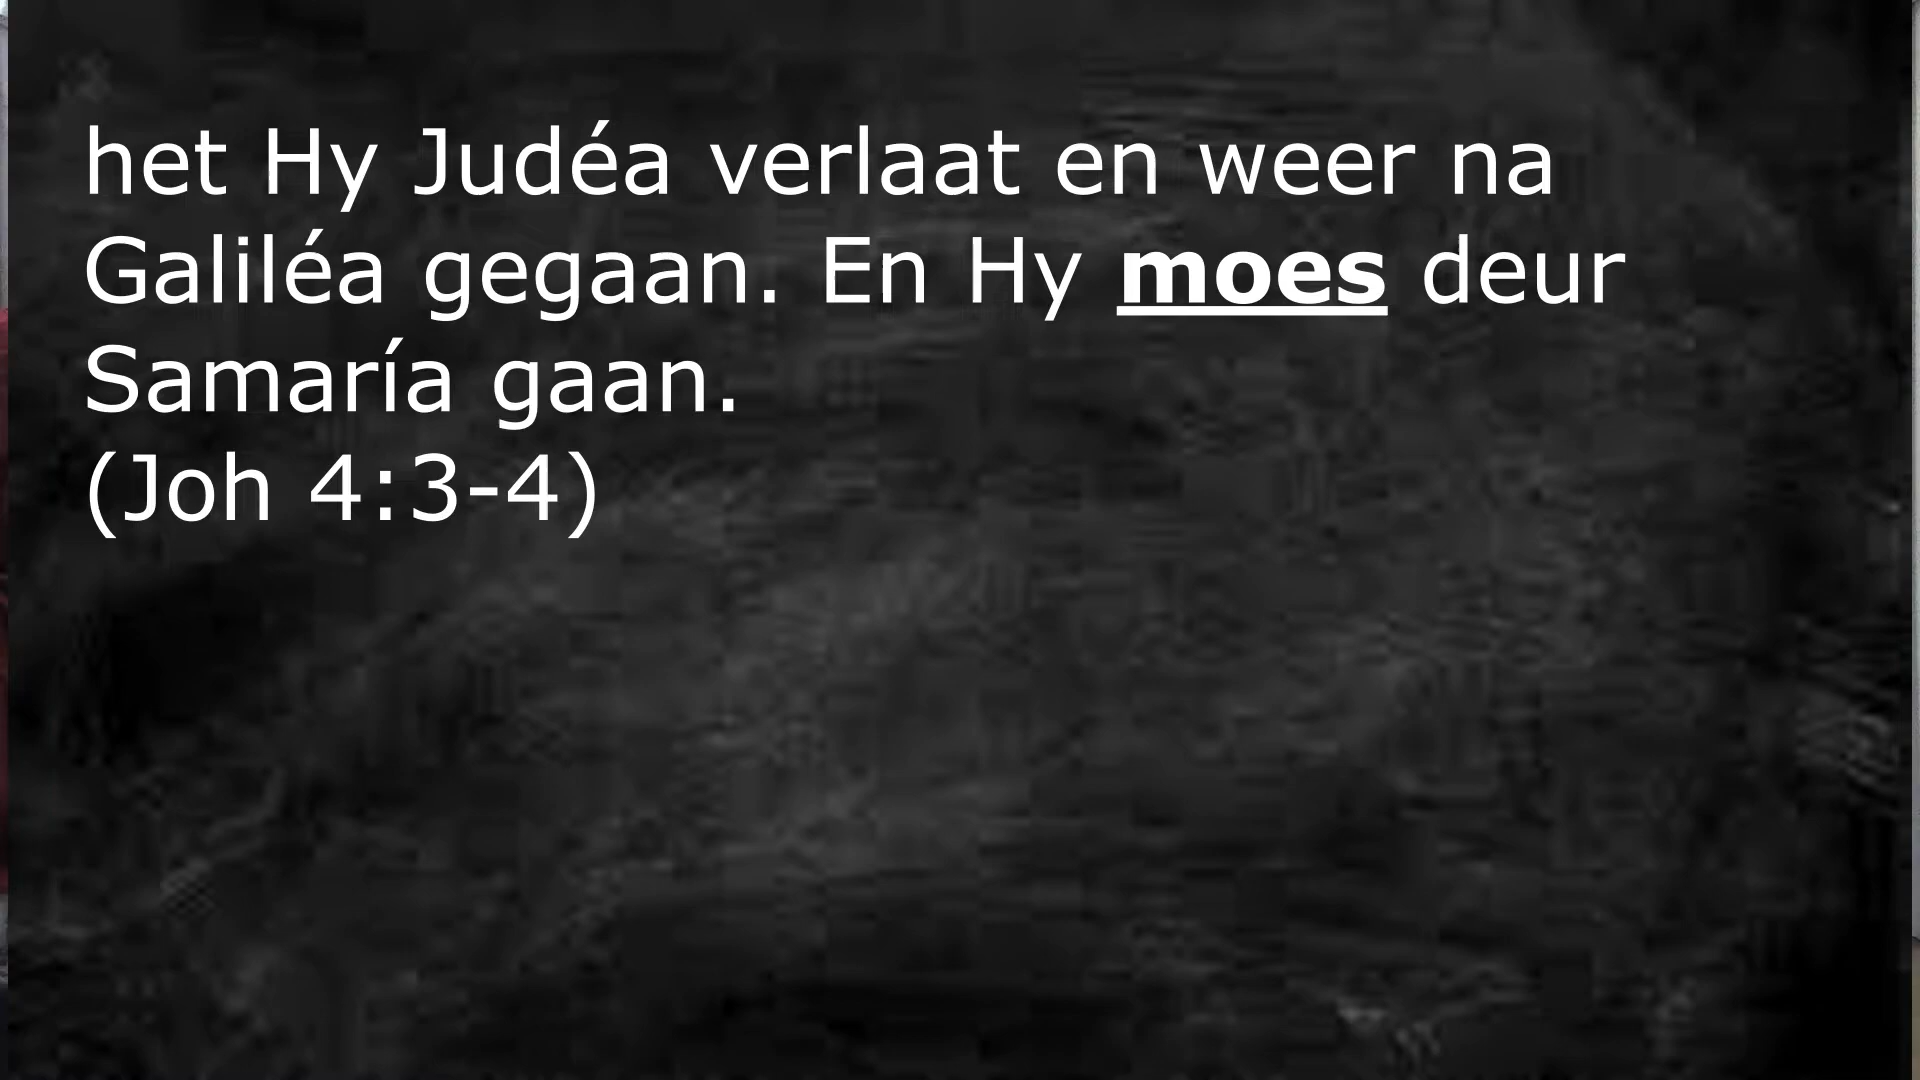 het Hy Judéa verlaat en weer na
Galiléa gegaan. En Hy moes deur
Samaría gaan.
(Joh 4:3-4)